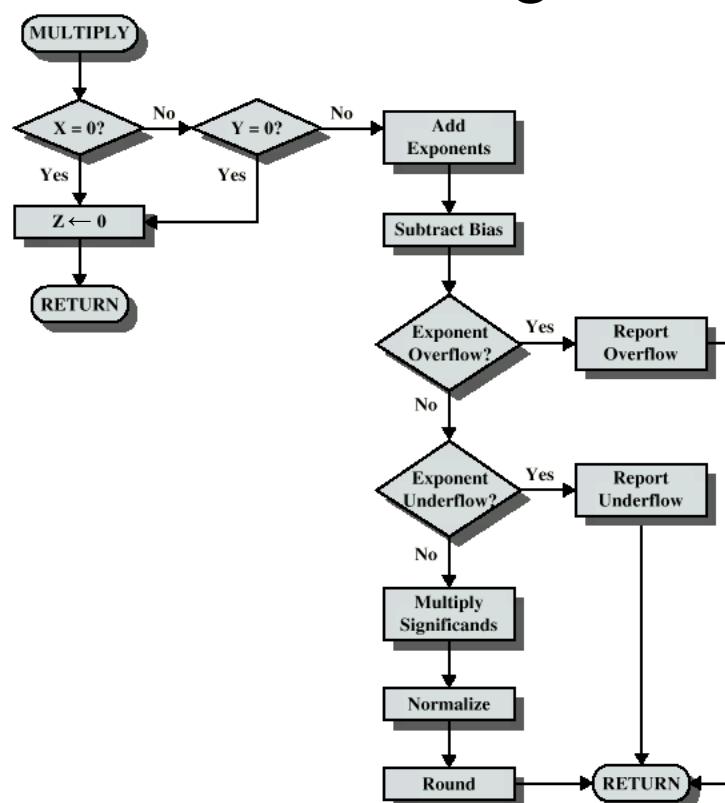 MULTIPLY
X = 0?
No
Y = 0?
No
Add
Exponents
Yes
Yes
Z ← 0
Subtract Bias
RETURN
Exponent
Overflow?
Yes
Report
Overflow
No
Exponent
Underflow?
Yes
Report
Underflow
No
Multiply
Significands
Normalize
Round
RETURN